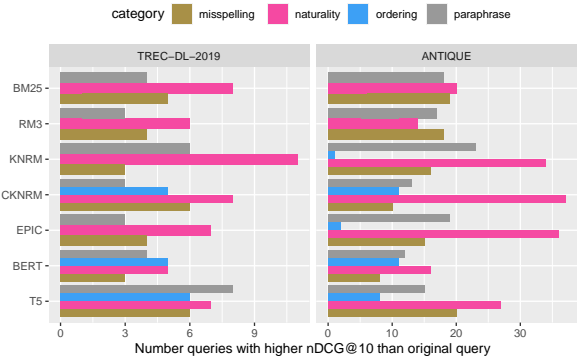 category misspelling naturality ordering paraphrase
TREC−DL−2019 ANTIQUE
BM25
RM3
KNRM
CKNRM
EPIC
BERT
T5
0 3 6 9 0 10 20 30
Number queries with higher nDCG@10 than original query